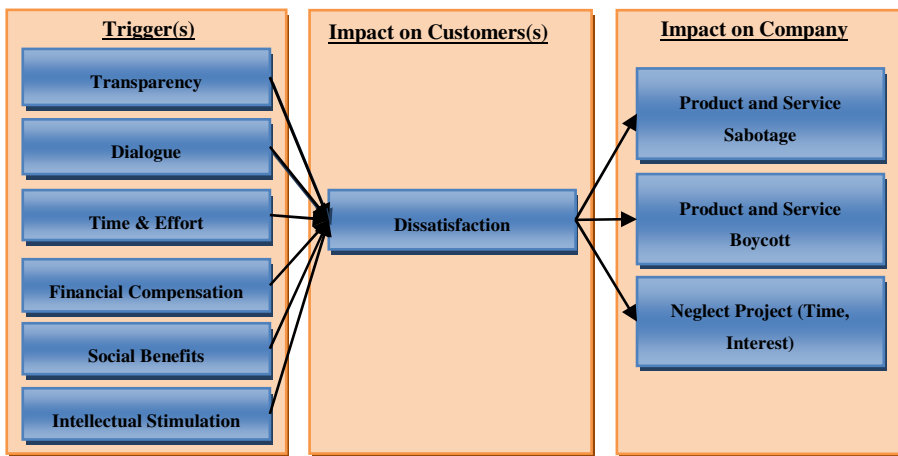 Trigger(s)
Transparency
Dialogue
Time & Effort
Financial Compensation
Social Benefits
Intellectual Stimulation
Impact on Customers(s)
Dissatisfaction
Impact on Company
Product and Service
Sabotage
Product and Service
Boycott
Neglect Project (Time,
Interest)